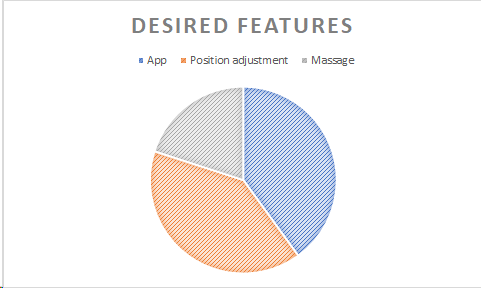 DESIRED FEATURES
App Position adjustment Massage